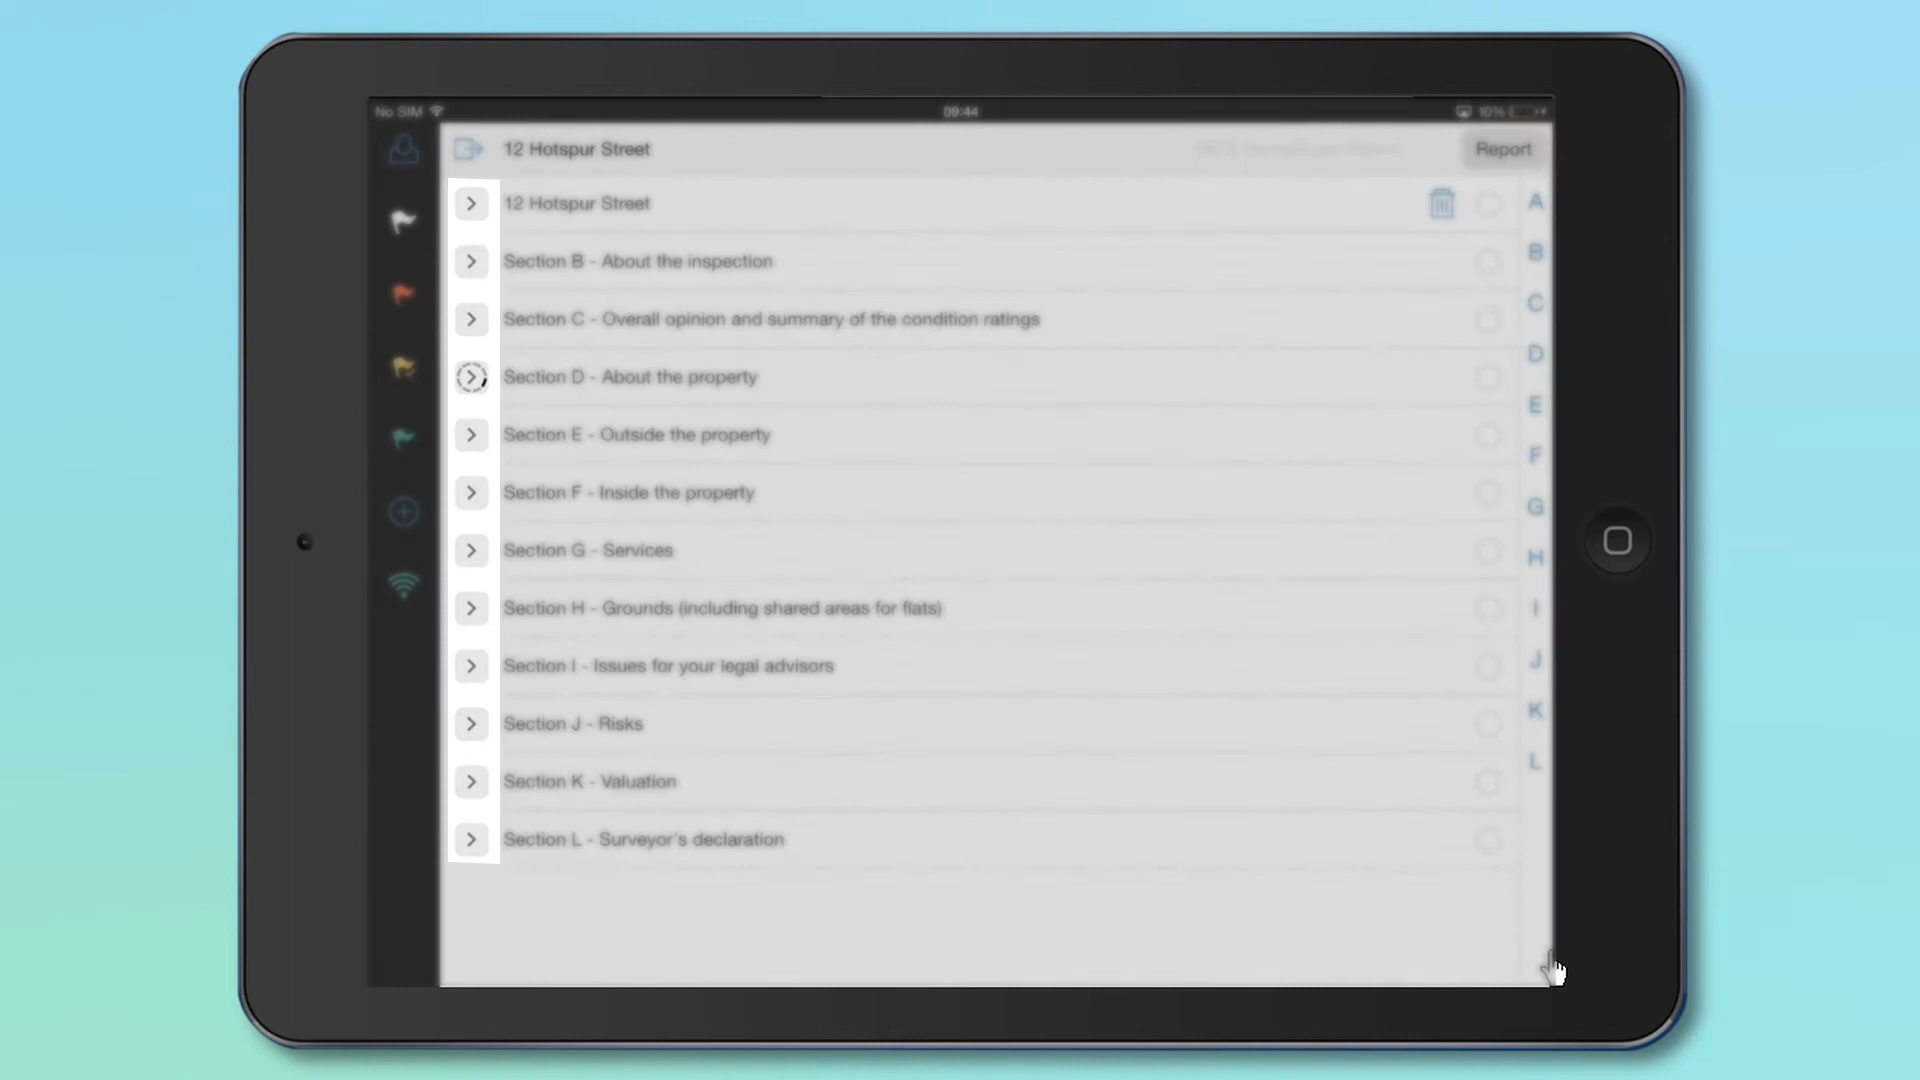 No SIM
09:44
10%
12 Hotspur Street
Report
12 Hotspur Street
Section B - About the inspection
Section C - Overall opinion and summary of the condition ratings
Section D - About the property
Section E - Outside the property
Section F - Inside the property
Section G - Services
Section H - Grounds (including shared areas for flats)
Section I - Issues for your legal advisors
Section J - Risks
Section K - Valuation
Section L - Surveyor's declaration
A
B
C
D
E
F
G
H
I
J
K
L